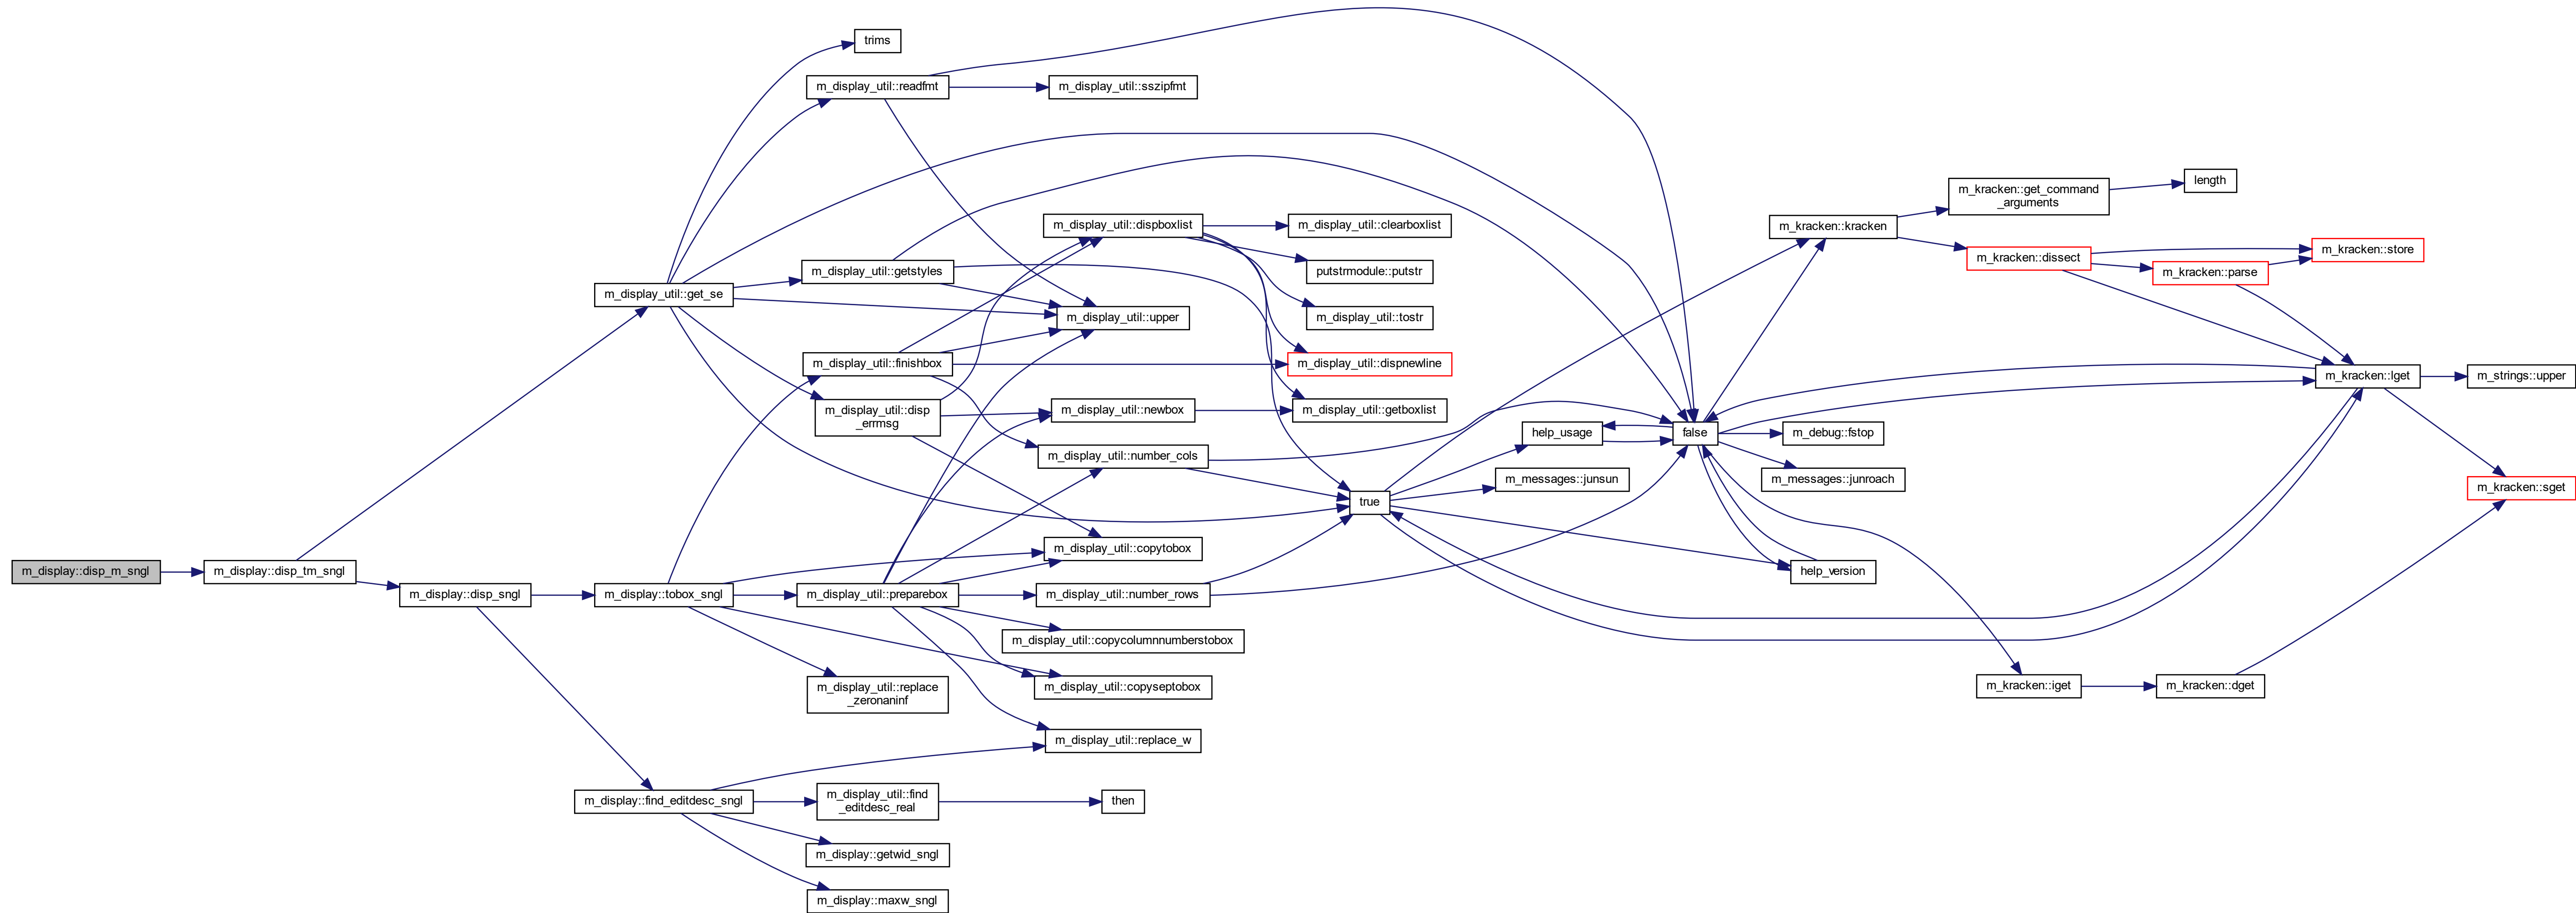 trims
m_display_util::readfmt
m_display_util::sszipfmt
m_kracken::get_command
_arguments
length
m_display_util::dispboxlist
m_display_util::clearboxlist
m_kracken::kracken
m_kracken::dissect
m_kracken::store
m_kracken::parse
m_display_util::getstyles
putstrmodule::putstr
m_display_util::get_se
m_display_util::upper
m_display_util::tostr
m_display_util::finishbox
m_display_util::dispnewline
m_kracken::lget
m_strings::upper
m_display_util::disp
_errmsg
m_display_util::newbox
m_display_util::getboxlist
help_usage
false
m_debug::fstop
m_display_util::number_cols
m_messages::junsun
m_messages::junroach
m_kracken::sget
true
m_display_util::copytobox
m_display::disp_m_sngl
m_display::disp_tm_sngl
help_version
m_display::disp_sngl
m_display::tobox_sngl
m_display_util::preparebox
m_display_util::number_rows
m_display_util::copycolumnnumberstobox
m_display_util::replace
_zeronaninf
m_display_util::copyseptobox
m_kracken::iget
m_kracken::dget
m_display_util::replace_w
m_display::find_editdesc_sngl
m_display_util::find
_editdesc_real
then
m_display::getwid_sngl
m_display::maxw_sngl